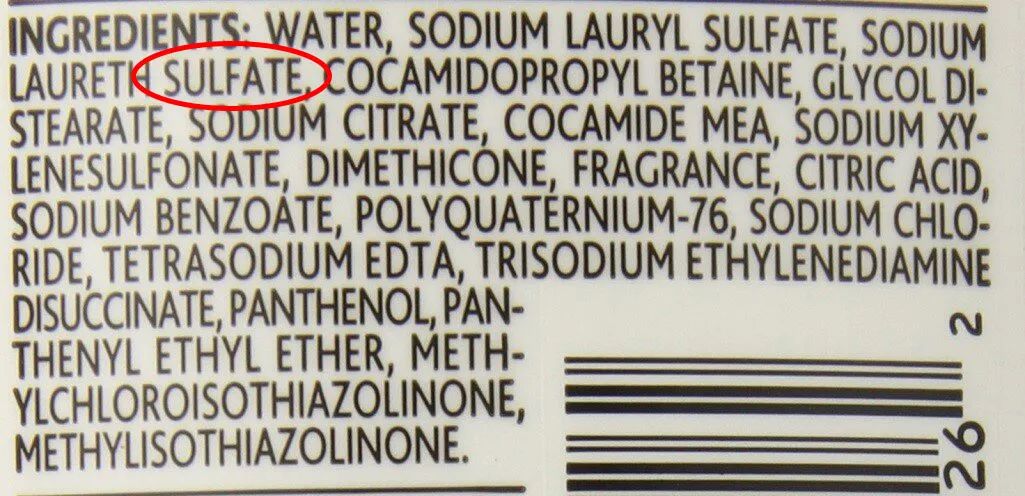 INGREDIENTS: WATER, SODIUM LAURYL SULFATE, SODIUM
LAURETH SULFATE, COCAMIDOPROPYL BETAINE, GLYCOL DI-
STEARATE, SODIUM CITRATE, COCAMIDE MEA, SODIUM XY-
LENESULFONATE, DIMETHICONE, FRAGRANCE, CITRIC ACID,
SODIUM BENZOATE, POLYQUATERNIUM-76, SODIUM CHLO-
RIDE, TETRASODIUM EDTA, TRISODIUM ETHYLENEDIAMINE
DISUCCINATE, PANTHENOL, PAN-
THENYL ETHYL ETHER, METH-
YLCHLOROISOTHIAZOLINONE,
METHYLISOTHIAZOLINONE.
2
26